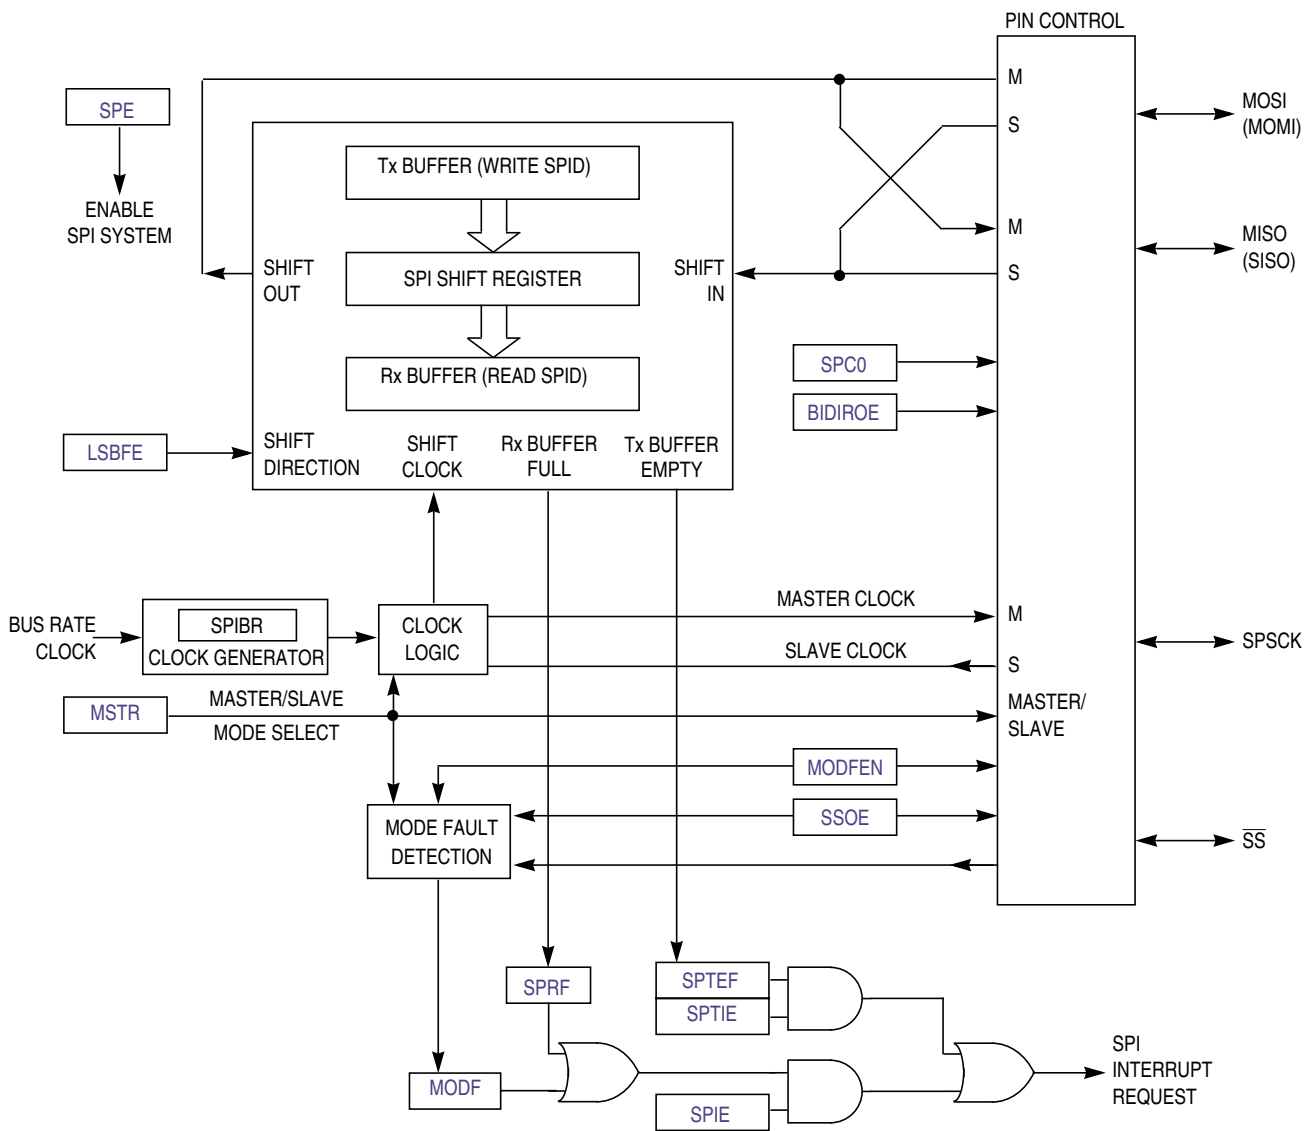 PIN CONTROL
M
S
MOSI
(MOMI)
SPE
ENABLE
SPI SYSTEM
Tx BUFFER (WRITE SPID)
SHIFT
OUT
SPI SHIFT REGISTER
SHIFT
IN
M
S
MISO
(SISO)
Rx BUFFER (READ SPID)
SPC0
BIDIROE
LSBFE
SHIFT
DIRECTION
SHIFT
CLOCK
Rx BUFFER
FULL
Tx BUFFER
EMPTY
BUS RATE
CLOCK
SPIBR
CLOCK GENERATOR
CLOCK
LOGIC
MASTER CLOCK
M
SLAVE CLOCK
S
SPSCK
MSTR
MASTER/SLAVE
MODE SELECT
MASTER/
SLAVE
MODFEN
SSOE
MODE FAULT
DETECTION
S̅S̅
SPRF
SPTEF
SPTIE
MODF
SPIE
SPI
INTERRUPT
REQUEST